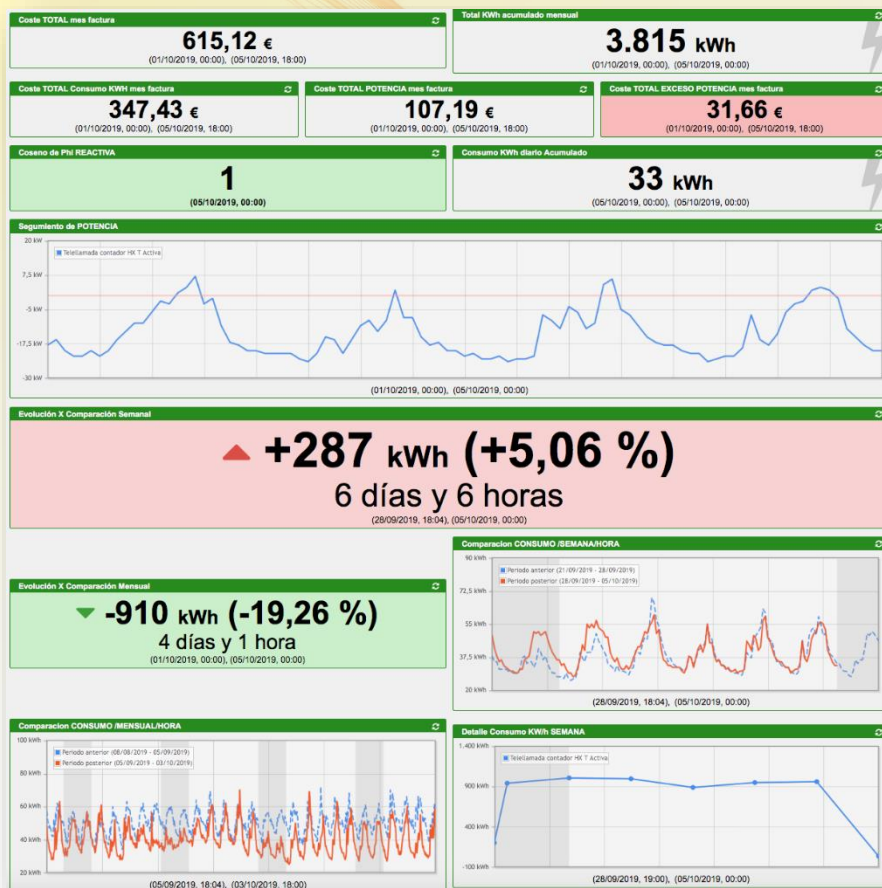 Coste TOTAL mes factura
615,12 €
(01/10/2019, 00:00), (05/10/2019, 18:00)
Total KWh acumulado mensual
3.815 kWh
(01/10/2019, 00:00), (05/10/2019, 18:00)
Coste TOTAL Consumo KWH mes factura
347,43 €
(01/10/2019, 00:00), (05/10/2019, 18:00)
Coste TOTAL POTENCIA mes factura
107,19 €
(01/10/2019, 00:00), (05/10/2019, 18:00)
Coste TOTAL EXCESO POTENCIA mes factura
31,66 €
(01/10/2019, 00:00), (05/10/2019, 18:00)
Coseno de Phi REACTIVA
1
(05/10/2019, 00:00)
Consumo KWh diario Acumulado
33 kWh
(05/10/2019, 00:00), (05/10/2019, 00:00)
Seguimiento de POTENCIA
20 kW
Telellamada contador HX T Activa
7,5 kW
-5 kW
-17,5 kW
-30 kW
(01/10/2019, 00:00), (05/10/2019, 00:00)
Evolución X Comparación Semanal
+287 kWh (+5,06 %)
6 días y 6 horas
(28/09/2019, 18:04), (05/10/2019, 00:00)
Evolución X Comparación Mensual
-910 kWh (-19,26 %)
4 días y 1 hora
(01/10/2019, 00:00), (05/10/2019, 00:00)
Comparacion CONSUMO /SEMANA/HORA
90 kWh
Periodo anterior (21/09/2019 - 28/09/2019)
Periodo posterior (28/09/2019 - 05/10/2019)
72,5 kWh
55 kWh
37,5 kWh
20 kWh
(28/09/2019, 18:04), (05/10/2019, 00:00)
Comparacion CONSUMO /MENSUAL/HORA
100 kWh
Periodo anterior (08/08/2019 - 05/09/2019)
Periodo posterior (05/09/2019 - 03/10/2019)
80 kWh
60 kWh
40 kWh
20 kWh
(05/09/2019, 18:04), (03/10/2019, 18:00)
Detalle Consumo KW/h SEMANA
1.400 kWh
Telellamada contador HX T Activa
900 kWh
400 kWh
-100 kWh
(28/09/2019, 19:00), (05/10/2019, 00:00)